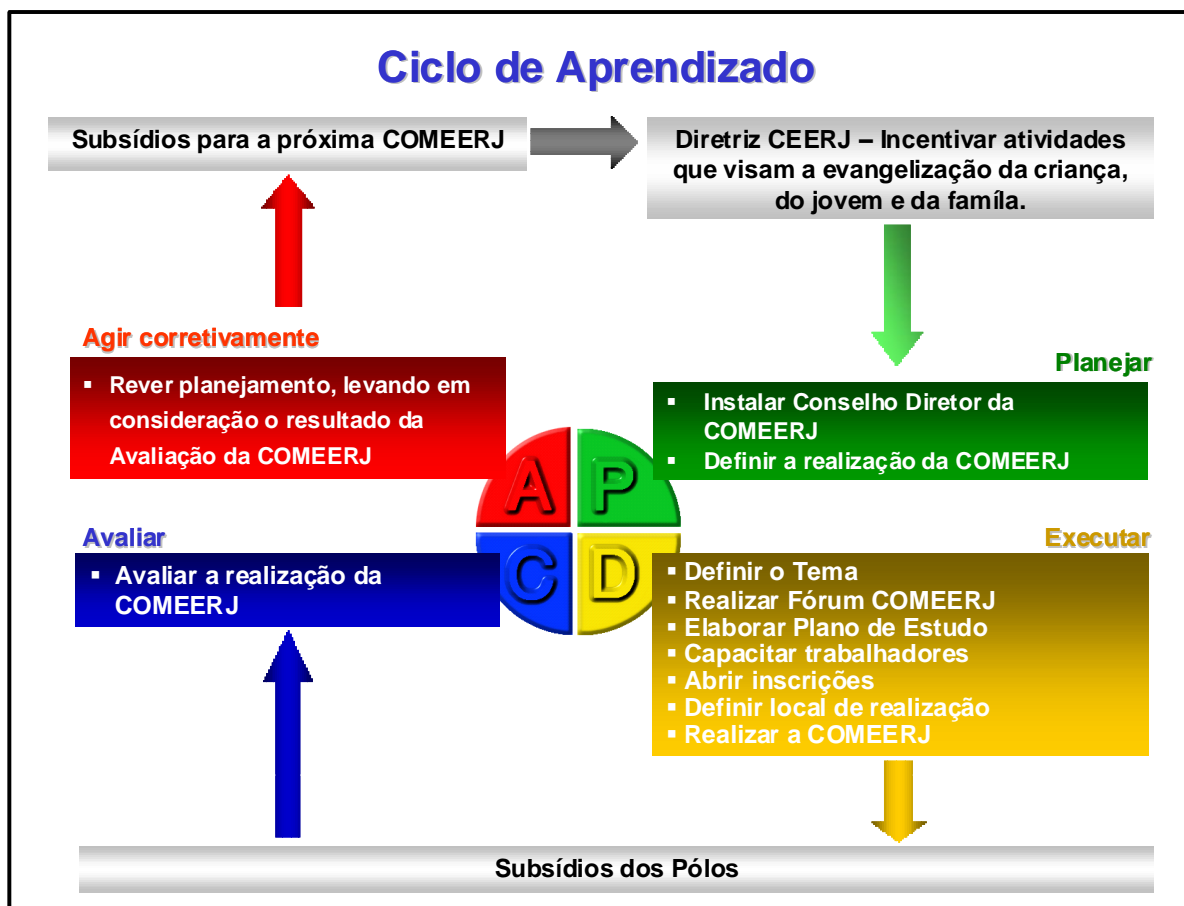 Ciclo de Aprendizado
Subsídios para a próxima COMEERJ
Diretriz CEERJ – Incentivar atividades
que visam a evangelização da criança,
do jovem e da famíla.
Agir corretivamente
▪ Rever planejamento, levando em
consideração o resultado da
Avaliação da COMEERJ
Planejar
▪ Instalar Conselho Diretor da
COMEERJ
▪ Definir a realização da COMEERJ
A P
C D
Avaliar
▪ Avaliar a realização da
COMEERJ
Executar
▪ Definir o Tema
▪ Realizar Fórum COMEERJ
▪ Elaborar Plano de Estudo
▪ Capacitar trabalhadores
▪ Abrir inscrições
▪ Definir local de realização
▪ Realizar a COMEERJ
Subsídios dos Pólos